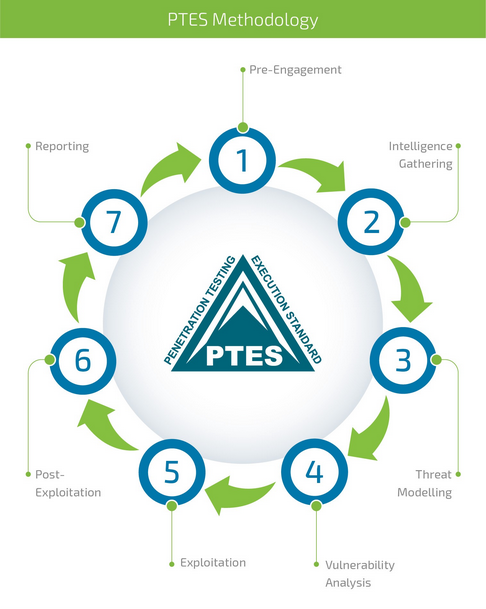 PTES Methodology
Pre-Engagement
1
Intelligence
Gathering
2
3
Threat
Modelling
4
Vulnerability
Analysis
5
Exploitation
6
Post-
Exploitation
7
Reporting
PENETRATION TESTING
EXECUTION STANDARD
PTES